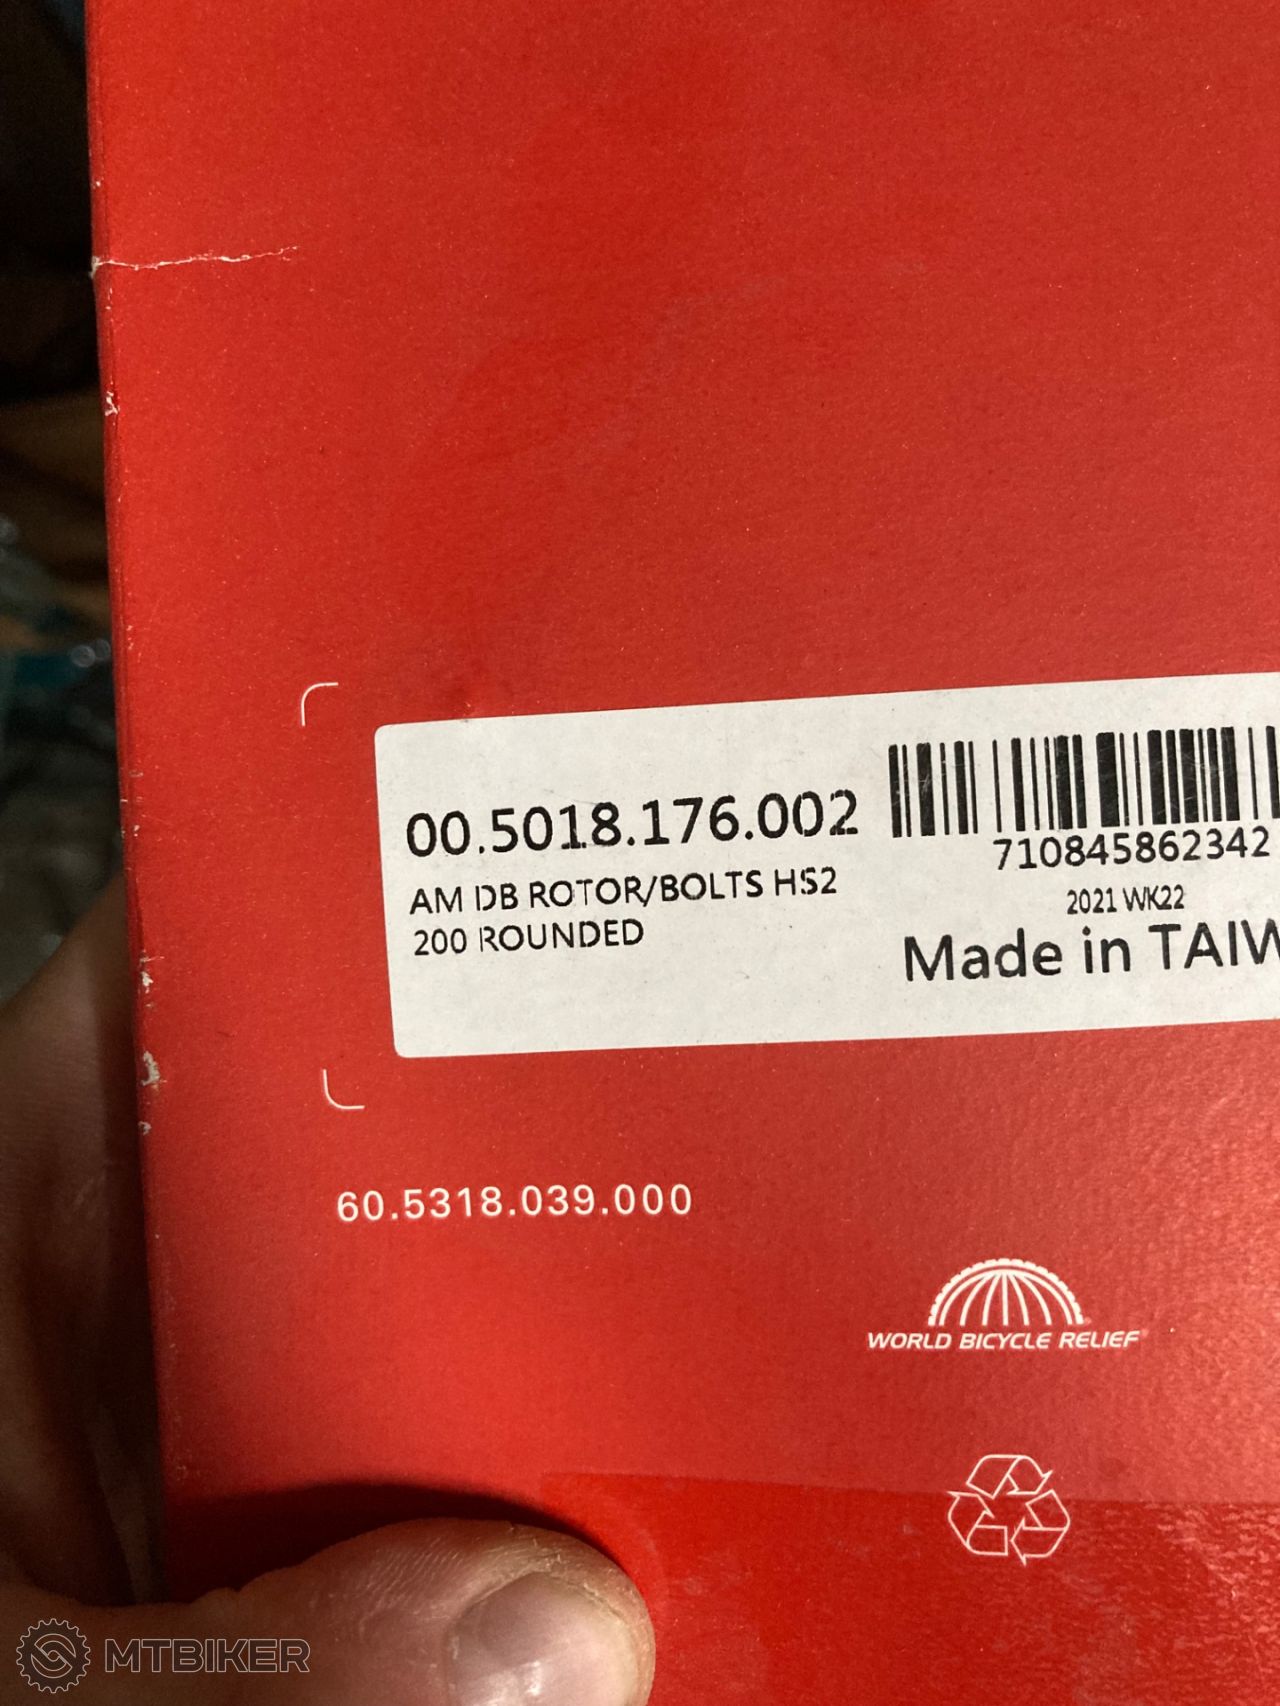 00.5018.176.002
AM DB ROTOR/BOLTS HS2
200 ROUNDED
710845862342
2021 WK22
Made in TAIW
60.5318.039.000
WORLD BICYCLE RELIEF
MTBIKER